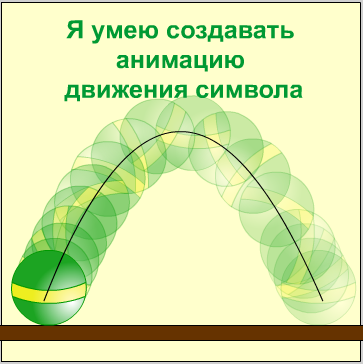 Я умею создавать
анимацию
движения символа